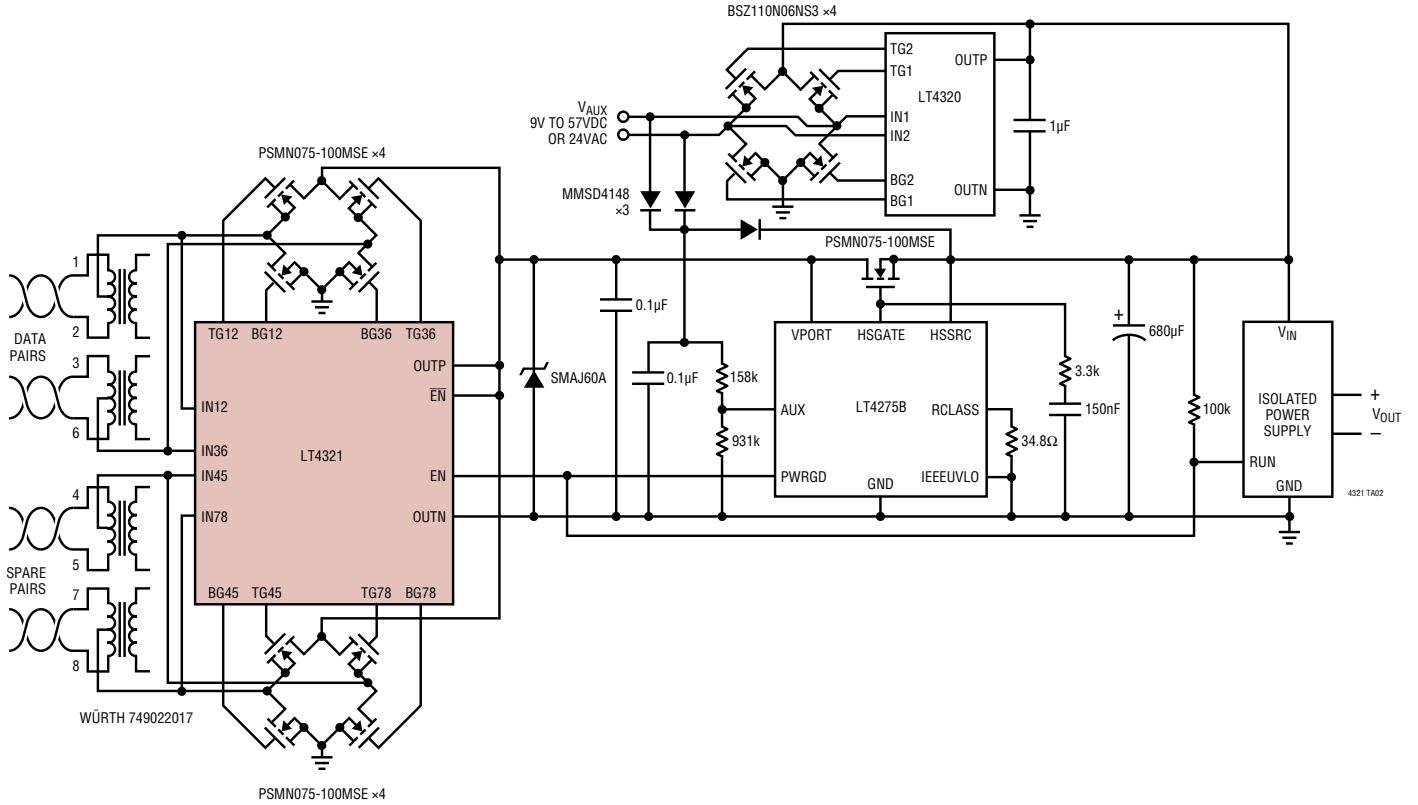 BSZ110N06NS3 ×4
TG2
TG1
OUTP
LT4320
IN1
IN2
BG2
BG1
OUTN
1µF
VAUX
9V TO 57VDC
OR 24VAC
MMSD4148
×3
PSMN075-100MSE ×4
PSMN075-100MSE
1
2
DATA
PAIRS
3
6
4
5
SPARE
PAIRS
7
8
WÜRTH 749022017
TG12
BG12
BG36
TG36
OUTP
EN
IN12
IN36
LT4321
IN45
EN
IN78
OUTN
BG45
TG45
TG78
BG78
PSMN075-100MSE ×4
SMAJ60A
0.1µF
0.1µF
158k
931k
VPORT
HSGATE
HSSRC
AUX
LT4275B
RCLASS
PWRGD
GND
IEEEUVLO
34.8Ω
3.3k
150nF
+
680µF
100k
VIN
ISOLATED
POWER
SUPPLY
RUN
GND
+
VOUT
–
4321 TA02